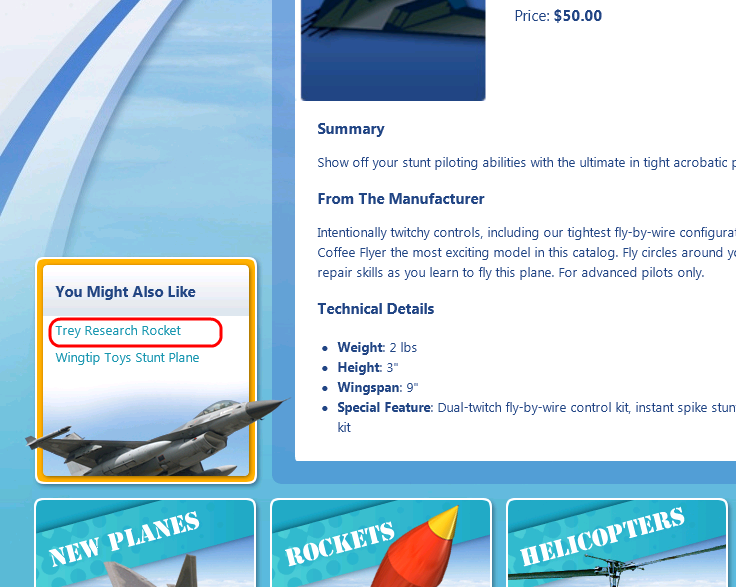 Price: $50.00
Summary
Show off your stunt piloting abilities with the ultimate in tight acrobatic
From The Manufacturer
Intentionally twitchy controls, including our tightest fly-by-wire
Coffee Flyer the most exciting model in this catalog. Fly circles around
repair skills as you learn to fly this plane. For advanced pilots only.
You Might Also Like
Trey Research Rocket
Wingtip Toys Stunt Plane
Technical Details
• Weight: 2 lbs
• Height: 3"
• Wingspan: 9"
• Special Feature: Dual-twitch fly-by-wire control kit, instant spike
kit
NEW PLANES
ROCKETS
HELICOPTERS